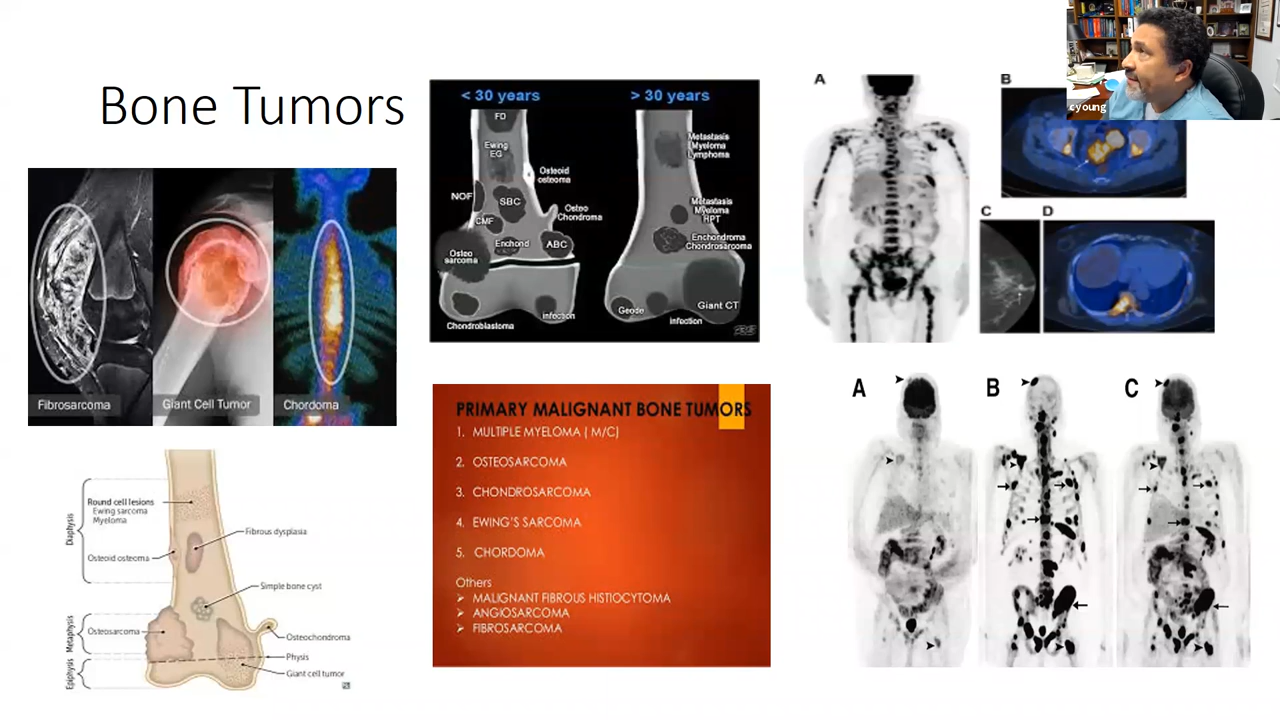 Bone Tumors
Fibrosarcoma
Giant Cell Tumor
Chordoma
< 30 years
> 30 years
FD
Ewing
EG
Osteoid
osteoma
NOF
SBC
Osteo
Chondroma
CMF
Enchond
ABC
Osteo
sarcoma
Chondroblastoma
infection
Metastasis
Myeloma
Lymphoma
Metastasis
Myeloma
HPT
Enchondroma
Chondrosarcoma
Geode
infection
Giant CT
A
B
C
D
cyoung
Diaphysis
Round cell lesions
Ewing sarcoma
Myeloma
Osteoid osteoma
Fibrous dysplasia
Simple bone cyst
Metaphysis
Osteosarcoma
Osteochondroma
Physis
Epiphysis
Giant cell tumor
PRIMARY MALIGNANT BONE TUMORS
1. MULTIPLE MYELOMA ( M/C)
2. OSTEOSARCOMA
3. CHONDROSARCOMA
4. EWING'S SARCOMA
5. CHORDOMA
Others
➢ MALIGNANT FIBROUS HISTIOCYTOMA
➢ ANGIOSARCOMA
➢ FIBROSARCOMA
A
B
C